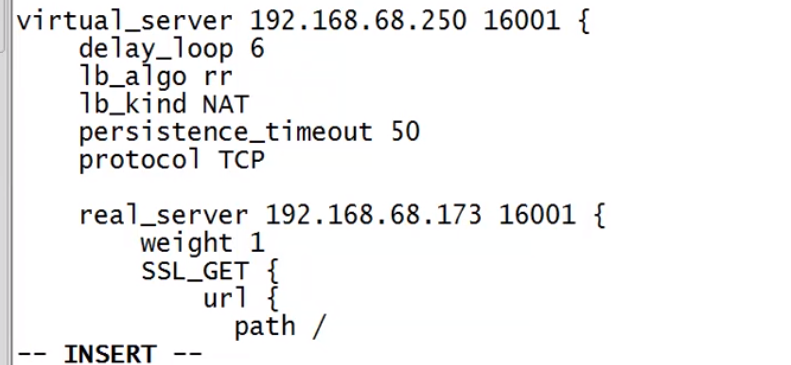 virtual_server 192.168.68.250 16001 {
    delay_loop 6
    lb_algo rr
    lb_kind NAT
    persistence_timeout 50
    protocol TCP

    real_server 192.168.68.173 16001 {
        weight 1
        SSL_GET {
            url {
              path /
-- INSERT --